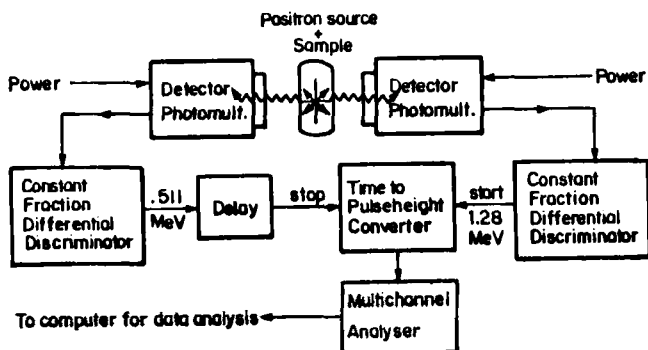 Positron source
+
Sample
Power
Detector
Photomult.
Detector
Photomult.
Power
Constant
Fraction
Differential
Discriminator
.511
MeV
Delay
stop
Time to
Pulseheight
Converter
start
1.28
MeV
Constant
Fraction
Differential
Discriminator
To computer for data analysis
Multichannel
Analyser